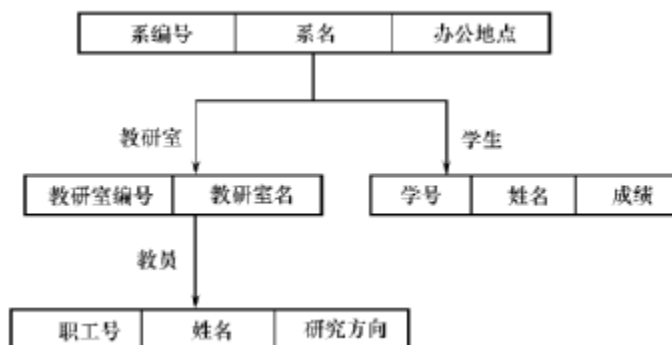 系编号 系名 办公地点
教研室 学生
教研室编号 教研室名 学号 姓名 成绩
教员
职工号 姓名 研究方向